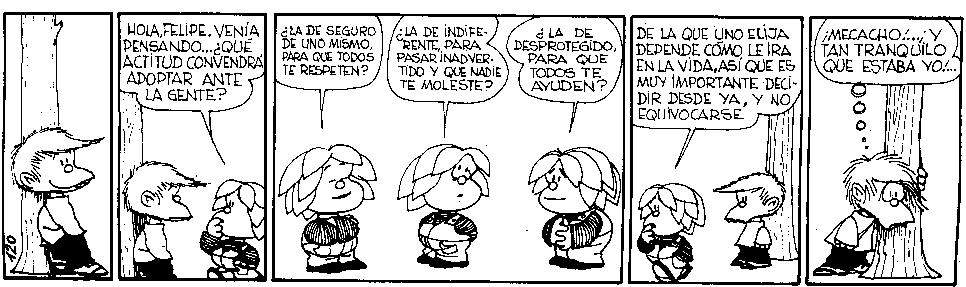 120
HOLA, FELIPE. VENÍA
PENSANDO...¿QUÉ
ACTITUD CONVENDRÁ
ADOPTAR ANTE
LA GENTE?
¿LA DE SEGURO
DE UNO MISMO,
PARA QUE TODOS
TE RESPETEN?
¿LA DE INDIFE-
RENTE, PARA
PASAR INADVER-
TIDO Y QUE NADIE
TE MOLESTE?
¿LA DE
DESPROTEGIDO,
PARA QUE
TODOS TE
AYUDEN?
DE LA QUE UNO ELIJA
DEPENDE CÓMO LE IRA
EN LA VIDA, ASÍ QUE ES
MUY IMPORTANTE DECI-
DIR DESDE YA, Y NO
EQUIVOCARSE
¡MECACHO!..., Y
TAN TRANQUILO
QUE ESTABA YO!...